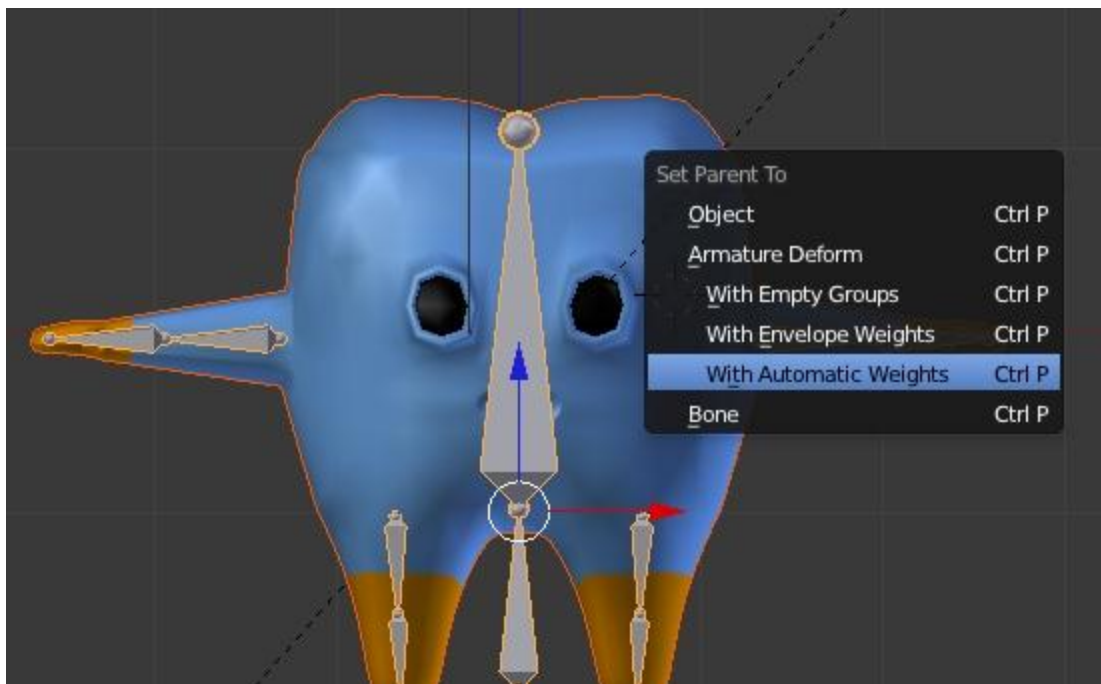 Set Parent To
Object Ctrl P
Armature Deform Ctrl P
With Empty Groups Ctrl P
With Envelope Weights Ctrl P
With Automatic Weights Ctrl P
Bone Ctrl P